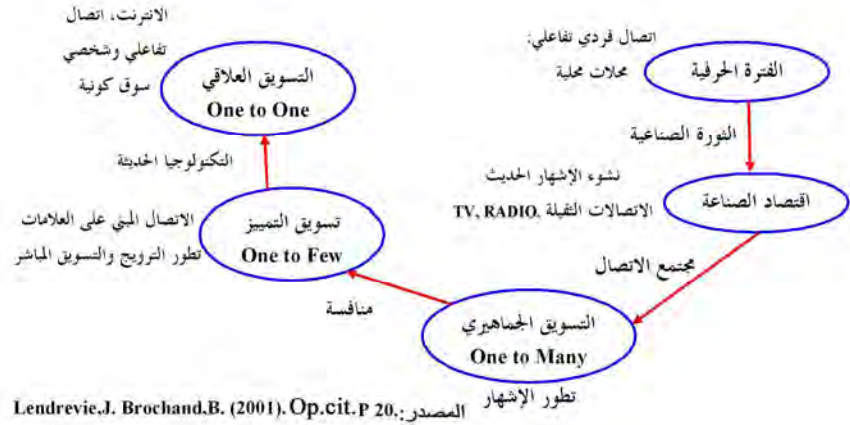 اتصال فردي تفاعلي:
محلات محلية
الفترة الحرفية
الثورة الصناعية
نشوء الإشهار الحديث
الاتصالات الثقيلة .TV, RADIO
اقتصاد الصناعة
مجتمع الاتصال
التسويق الجماهيري
One to Many
تطور الإشهار
منافسة
تسويق التمييز
One to Few
الاتصال المبني على العلامات
تطور الترويج والتسويق المباشر
التكنولوجيا الحديثة
التسويق العلاقي
One to One
الانترنت، اتصال
تفاعلي وشخصي
سوق كونية
المصدر:.Lendrevie.J. Brochand.B. (2001). Op.cit. P 20